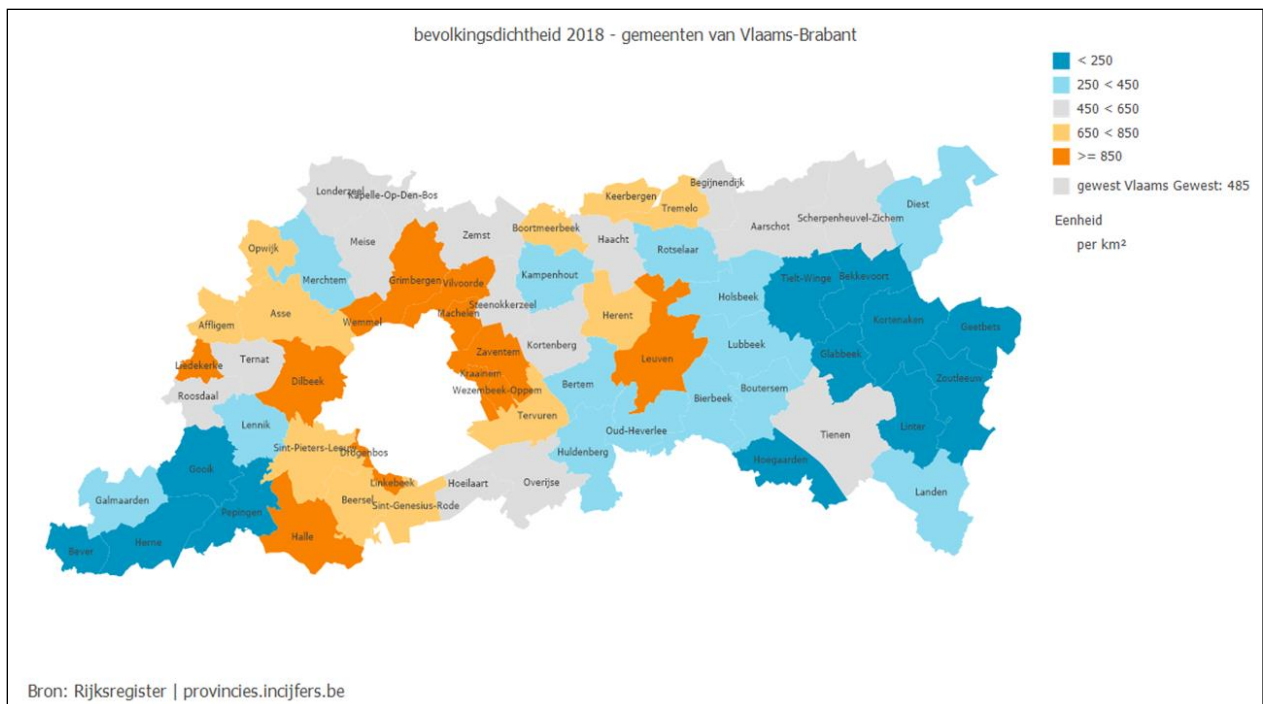 bevolkingsdichtheid 2018 - gemeenten van Vlaams-Brabant
< 250
250 < 450
450 < 650
650 < 850
>= 850
gewest Vlaams Gewest: 485
Eenheid
per km²
Londerzeel
Kapelle-Op-Den-Bos
Meise
Zemst
Opwijk
Merchtem
Grimbergen
Vilvoorde
Boortmeerbeek
Kampenhout
Keerbergen
Tremelo
Begijnendijk
Haacht
Rotselaar
Aarschot
Scherpenheuvel-Zichem
Diest
Affligem
Asse
Wemmel
Machelen
Steenokkerzeel
Herent
Holsbeek
Tielt-Winge
Bekkevoort
Kortenaken
Geetbets
Liedekerke
Ternat
Dilbeek
Zaventem
Kortenberg
Leuven
Lubbeek
Glabbeek
Zoutleeuw
Roosdaal
Kraainem
Wezembeek-Oppem
Bertem
Bierbeek
Boutersem
Lennik
Tervuren
Oud-Heverlee
Tienen
Linter
Sint-Pieters-Leeuw
Drogenbos
Huldenberg
Hoegaarden
Gooik
Linkebeek
Hoeilaart
Overijse
Landen
Galmaarden
Pepingen
Beersel
Sint-Genesius-Rode
Bever
Herne
Halle
Bron: Rijksregister | provincies.incijfers.be